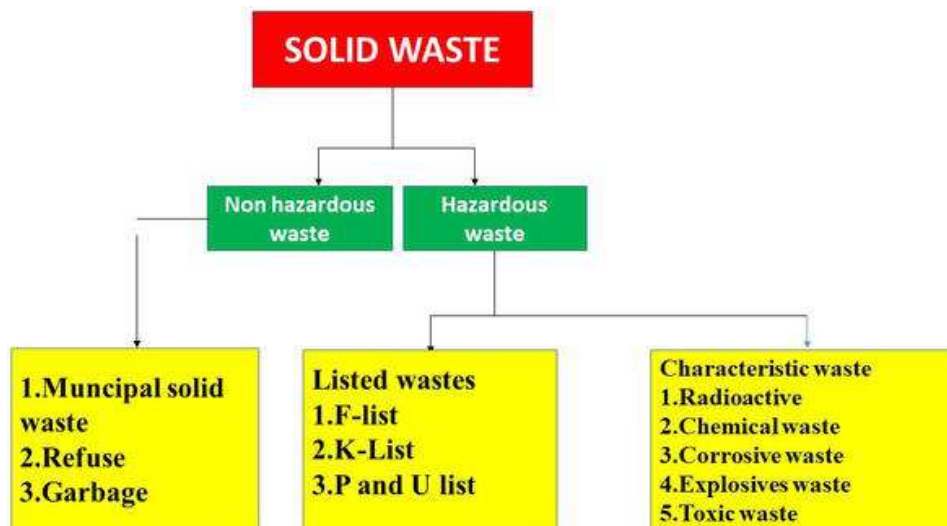 SOLID WASTE
Non hazardous
waste
Hazardous
waste
1.Muncipal solid
waste
2.Refuse
3.Garbage
Listed wastes
1.F-list
2.K-List
3.P and U list
Characteristic waste
1.Radioactive
2.Chemical waste
3.Corrosive waste
4.Explosives waste
5.Toxic waste